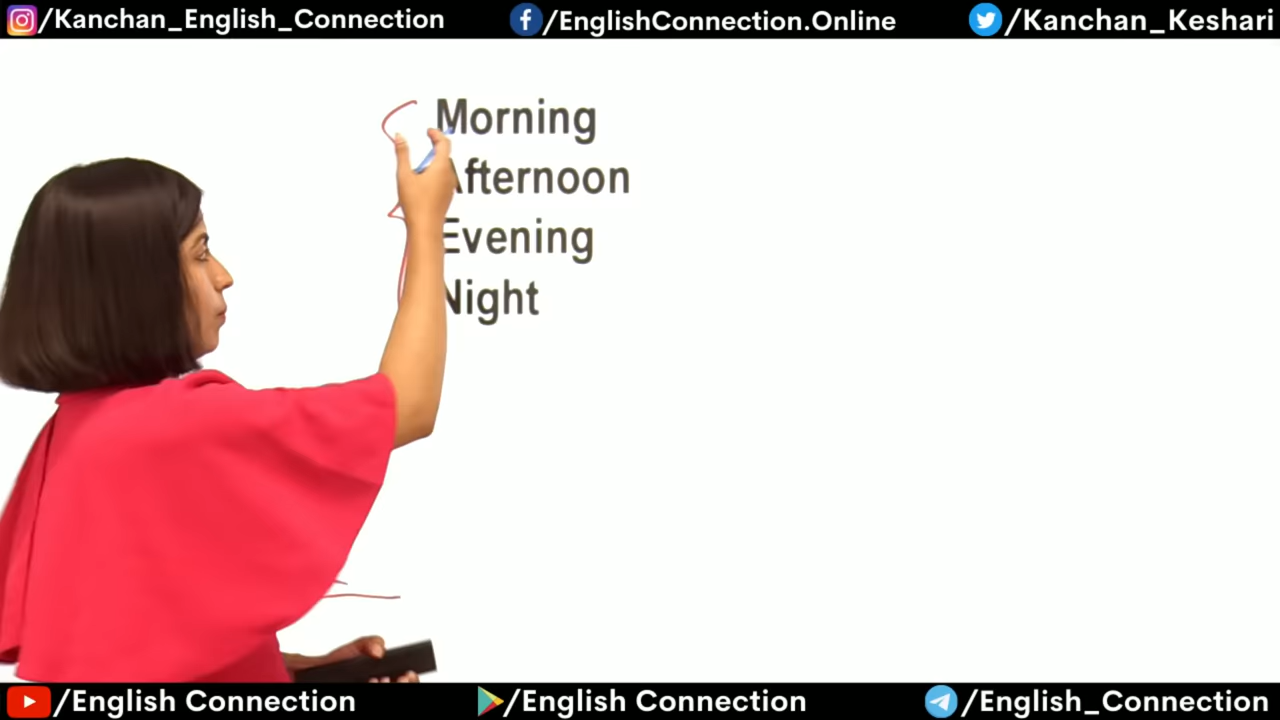 /Kanchan_English_Connection /EnglishConnection.Online /Kanchan_Keshari
Morning
Afternoon
Evening
Night
/English Connection /English Connection /English_Connection